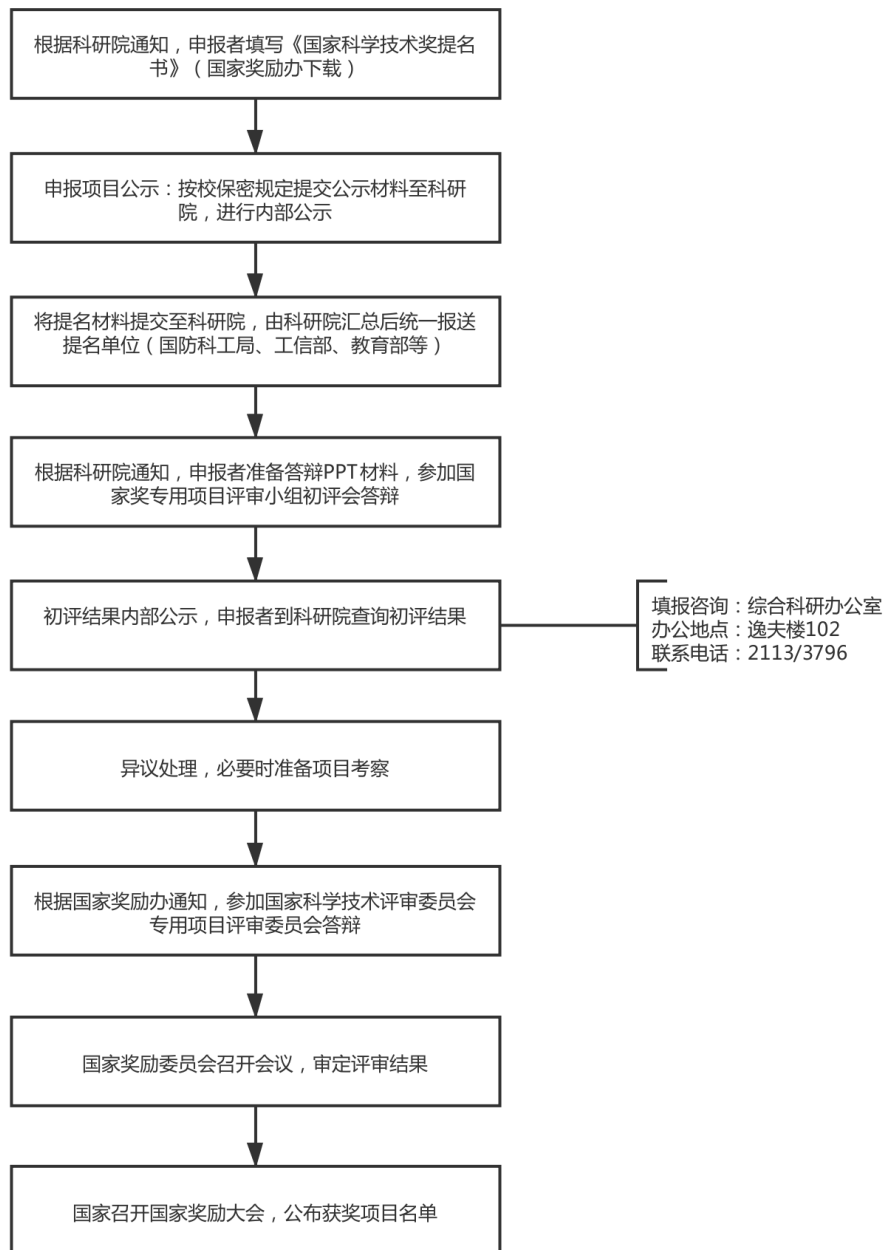 根据科研院通知，申报者填写《国家科学技术奖提名
书》（国家奖励办下载）
申报项目公示：按校保密规定提交公示材料至科研
院，进行内部公示
将提名材料提交至科研院，由科研院汇总后统一报送
提名单位（国防科工局、工信部、教育部等）
根据科研院通知，申报者准备答辩PPT材料，参加国
家奖专用项目评审小组初评会答辩
初评结果内部公示，申报者到科研院查询初评结果
填报咨询：综合科研办公室
办公地点：逸夫楼102
联系电话：2113/3796
异议处理，必要时准备项目考察
根据国家奖励办通知，参加国家科学技术评审委员会
专用项目评审委员会答辩
国家奖励委员会召开会议，审定评审结果
国家召开国家奖励大会，公布获奖项目名单